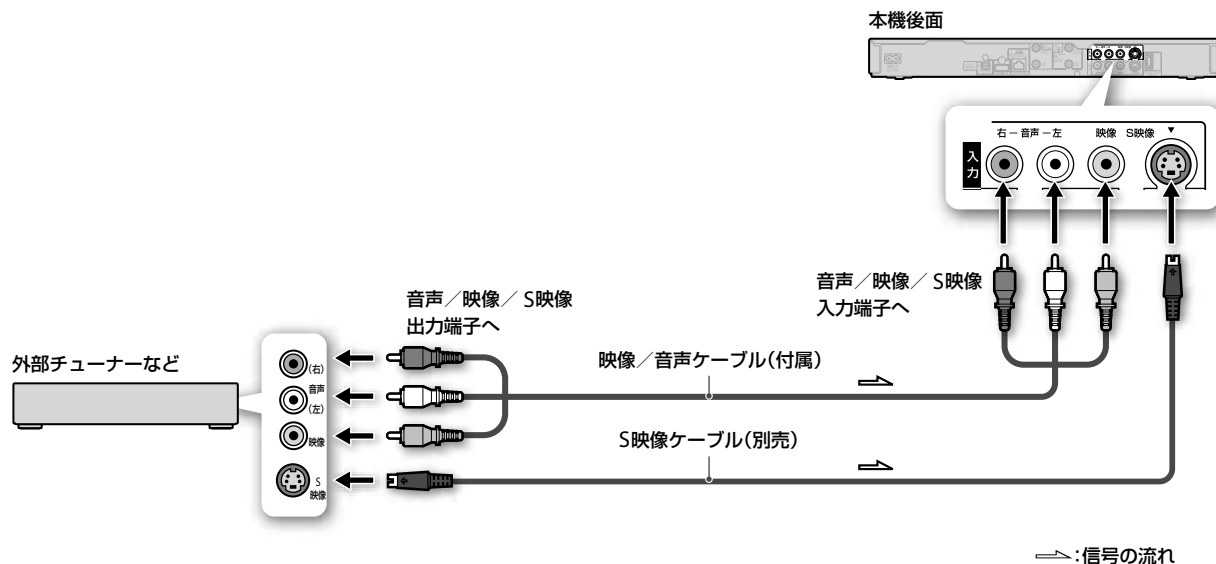 本機後面
右 − 音声 − 左 映像 S映像
入力
音声／映像／S映像
入力端子へ
音声／映像／S映像
出力端子へ
外部チューナーなど
(右)
音声
(左)
映像
S
映像
映像／音声ケーブル(付属)
S映像ケーブル(別売)
:信号の流れ